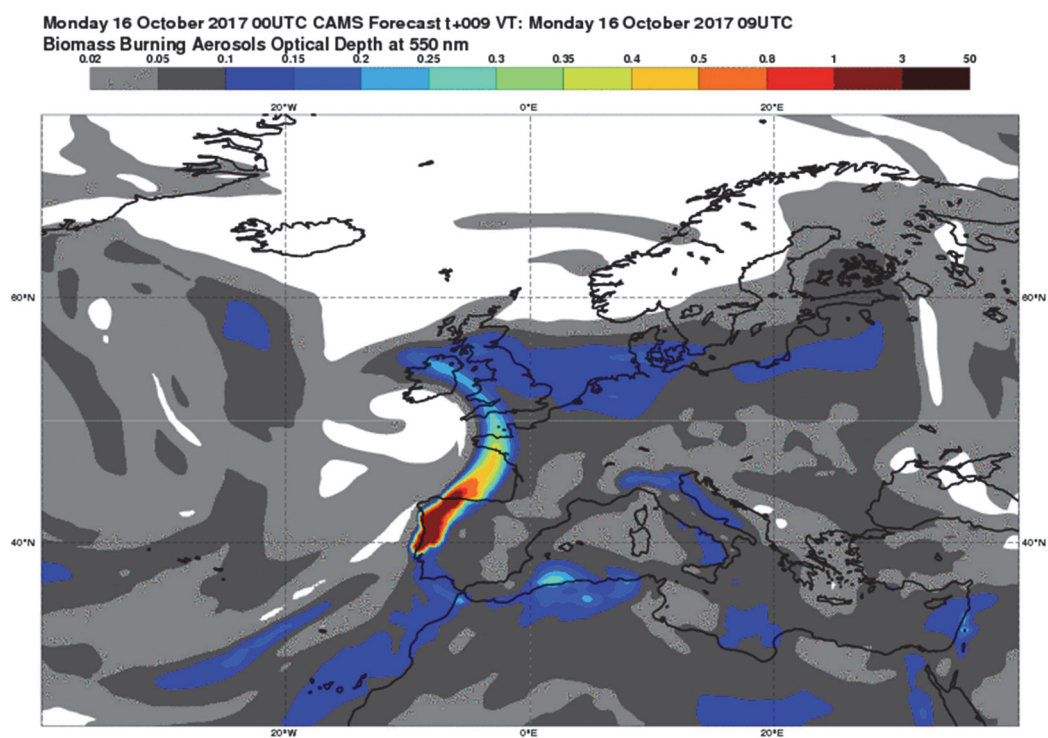 Monday 16 October 2017 00UTC CAMS Forecast t+009 VT: Monday 16 October 2017 09UTC
Biomass Burning Aerosols Optical Depth at 550 nm
0.02 0.05 0.1 0.15 0.2 0.25 0.3 0.35 0.4 0.5 0.8 1 3 50
20°W 0°E 20°E
60°N 60°N
40°N 40°N
20°W 0°E 20°E